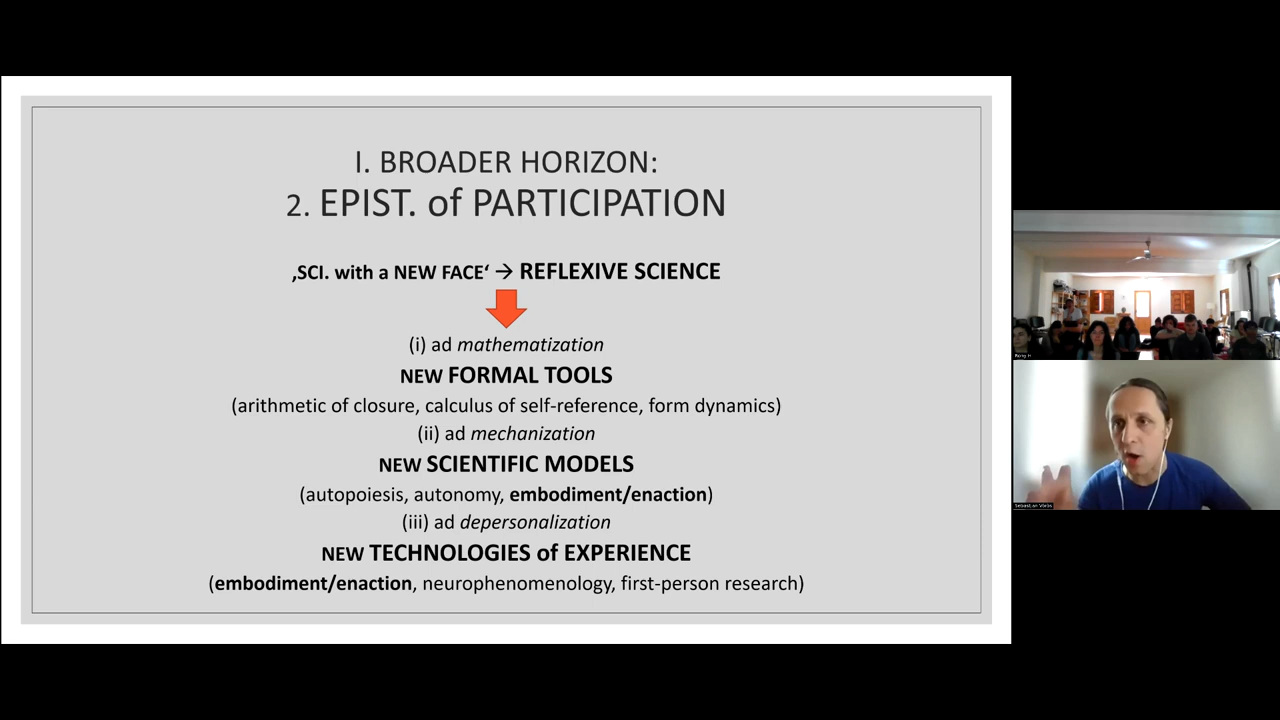 I. BROADER HORIZON:
2. EPIST. of PARTICIPATION
‚SCI. with a NEW FACE‘ → REFLEXIVE SCIENCE
(i) ad mathematization
NEW FORMAL TOOLS
(arithmetic of closure, calculus of self-reference, form dynamics)
(ii) ad mechanization
NEW SCIENTIFIC MODELS
(autopoiesis, autonomy, embodiment/enaction)
(iii) ad depersonalization
NEW TECHNOLOGIES of EXPERIENCE
(embodiment/enaction, neurophenomenology, first-person research)